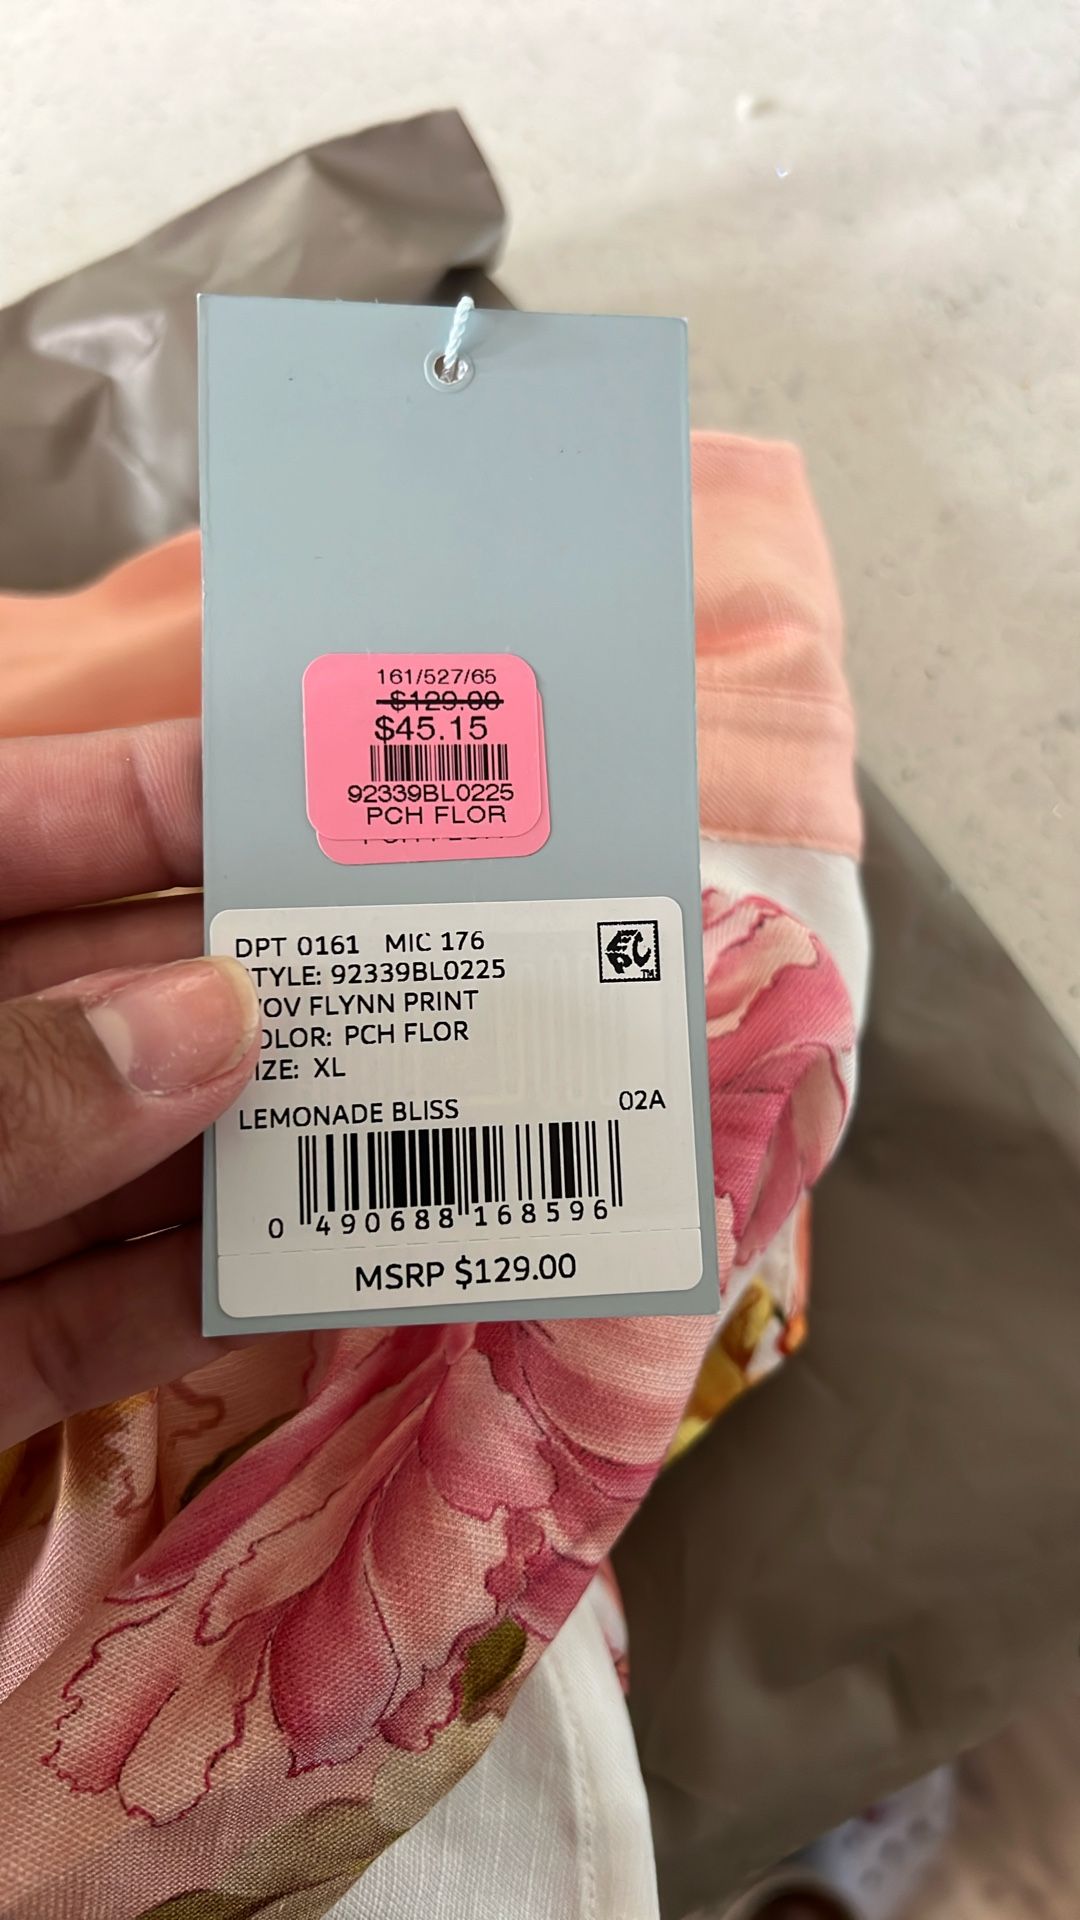 161/527/65
$129.00
$45.15
92339BL0225
PCH FLOR
DPT 0161 MIC 176
TYLE: 92339BL0225
OV FLYNN PRINT
OLOR: PCH FLOR
IZE: XL
LEMONADE BLISS 02A
0 490688 168596
MSRP $129.00